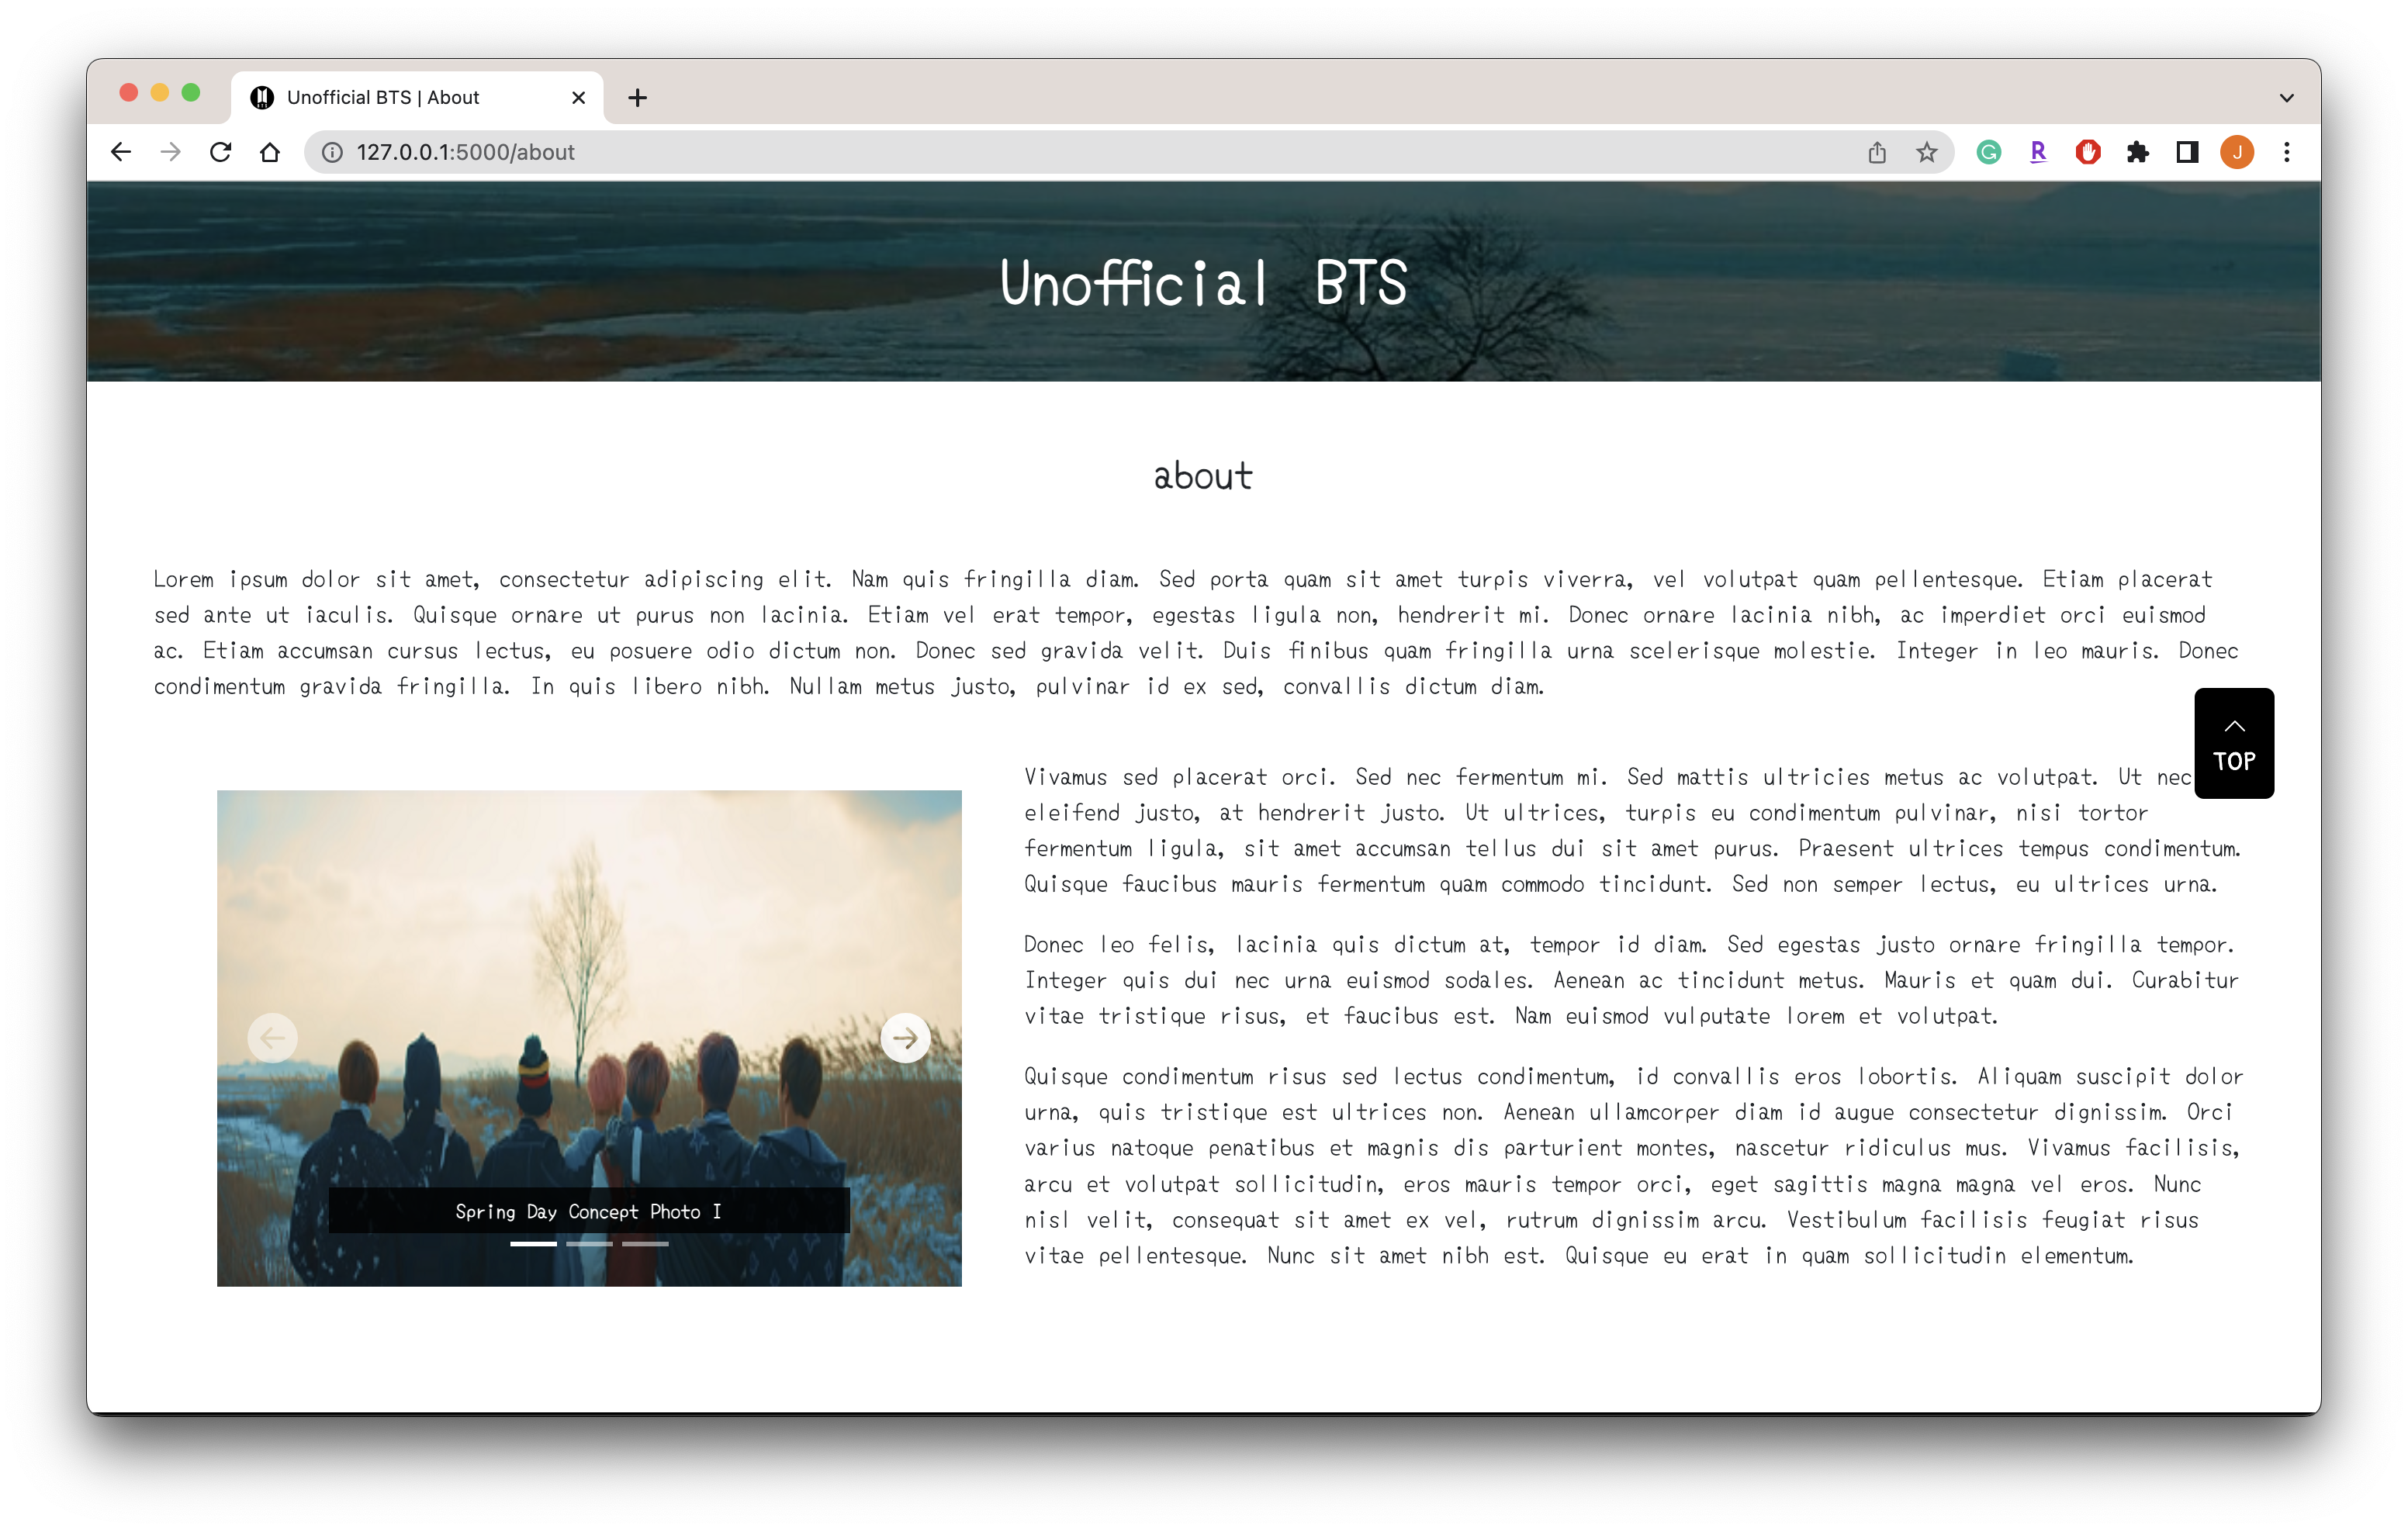 Unofficial BTS | About
127.0.0.1:5000/about
J
Unofficial BTS
about
Lorem ipsum dolor sit amet, consectetur adipiscing elit. Nam quis fringilla diam. Sed porta quam sit amet turpis viverra, vel volutpat quam pellentesque. Etiam placerat
sed ante ut iaculis. Quisque ornare ut purus non lacinia. Etiam vel erat tempor, egestas ligula non, hendrerit mi. Donec ornare lacinia nibh, ac imperdiet orci euismod
ac. Etiam accumsan cursus lectus, eu posuere odio dictum non. Donec sed gravida velit. Duis finibus quam fringilla urna scelerisque molestie. Integer in leo mauris. Donec
condimentum gravida fringilla. In quis libero nibh. Nullam metus justo, pulvinar id ex sed, convallis dictum diam.
TOP
Vivamus sed placerat orci. Sed nec fermentum mi. Sed mattis ultricies metus ac volutpat. Ut nec
eleifend justo, at hendrerit justo. Ut ultrices, turpis eu condimentum pulvinar, nisi tortor
fermentum ligula, sit amet accumsan tellus dui sit amet purus. Praesent ultrices tempus condimentum.
Quisque faucibus mauris fermentum quam commodo tincidunt. Sed non semper lectus, eu ultrices urna.
Donec leo felis, lacinia quis dictum at, tempor id diam. Sed egestas justo ornare fringilla tempor.
Integer quis dui nec urna euismod sodales. Aenean ac tincidunt metus. Mauris et quam dui. Curabitur
vitae tristique risus, et faucibus est. Nam euismod vulputate lorem et volutpat.
Quisque condimentum risus sed lectus condimentum, id convallis eros lobortis. Aliquam suscipit dolor
urna, quis tristique est ultrices non. Aenean ullamcorper diam id augue consectetur dignissim. Orci
varius natoque penatibus et magnis dis parturient montes, nascetur ridiculus mus. Vivamus facilisis,
arcu et volutpat sollicitudin, eros mauris tempor orci, eget sagittis magna magna vel eros. Nunc
nisl velit, consequat sit amet ex vel, rutrum dignissim arcu. Vestibulum facilisis feugiat risus
vitae pellentesque. Nunc sit amet nibh est. Quisque eu erat in quam sollicitudin elementum.
Spring Day Concept Photo I